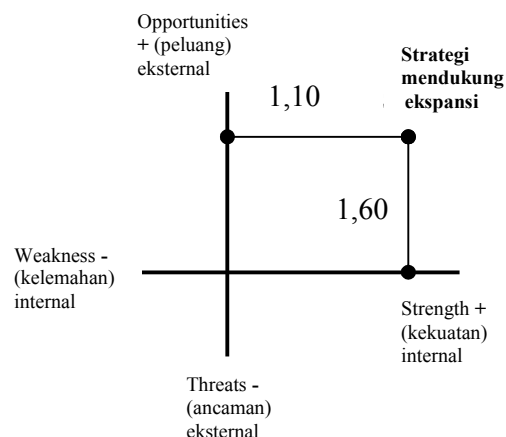 Opportunities
+ (peluang)
eksternal
Strategi
mendukung
ekspansi
1,10
1,60
Weakness -
(kelemahan)
internal
Strength +
(kekuatan)
internal
Threats -
(ancaman)
eksternal